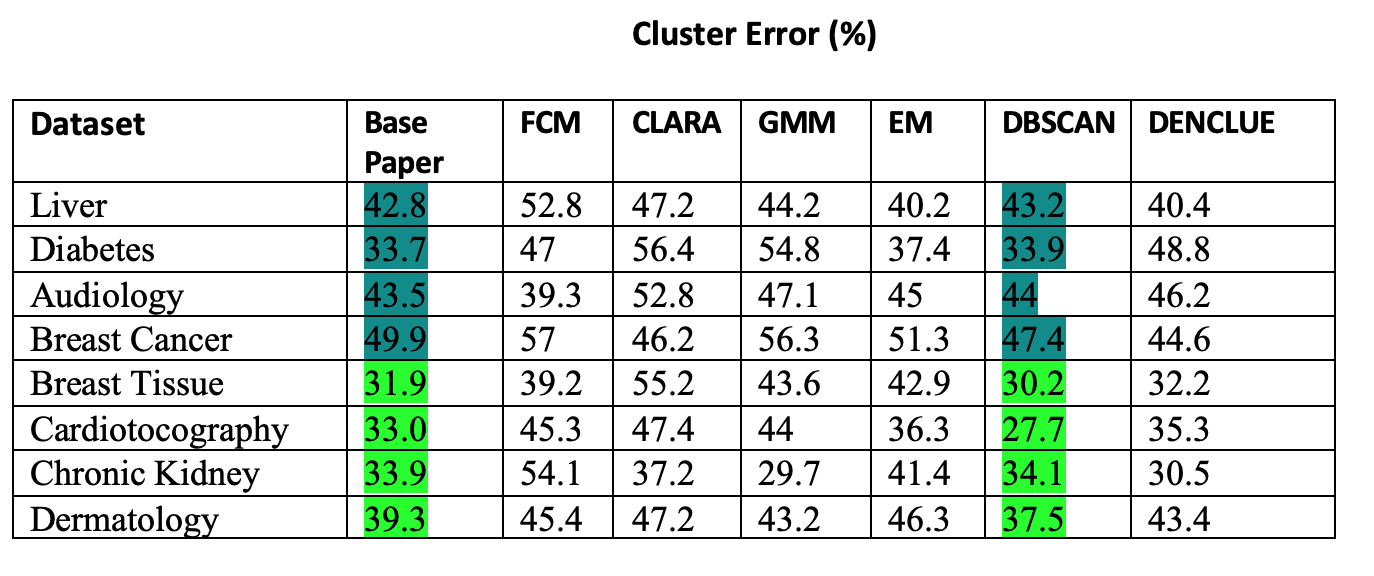 Cluster Error (%)
Dataset Base Paper FCM CLARA GMM EM DBSCAN DENCLUE
Liver 42.8 52.8 47.2 44.2 40.2 43.2 40.4
Diabetes 33.7 47 56.4 54.8 37.4 33.9 48.8
Audiology 43.5 39.3 52.8 47.1 45 44 46.2
Breast Cancer 49.9 57 46.2 56.3 51.3 47.4 44.6
Breast Tissue 31.9 39.2 55.2 43.6 42.9 30.2 32.2
Cardiotocography 33.0 45.3 47.4 44 36.3 27.7 35.3
Chronic Kidney 33.9 54.1 37.2 29.7 41.4 34.1 30.5
Dermatology 39.3 45.4 47.2 43.2 46.3 37.5 43.4